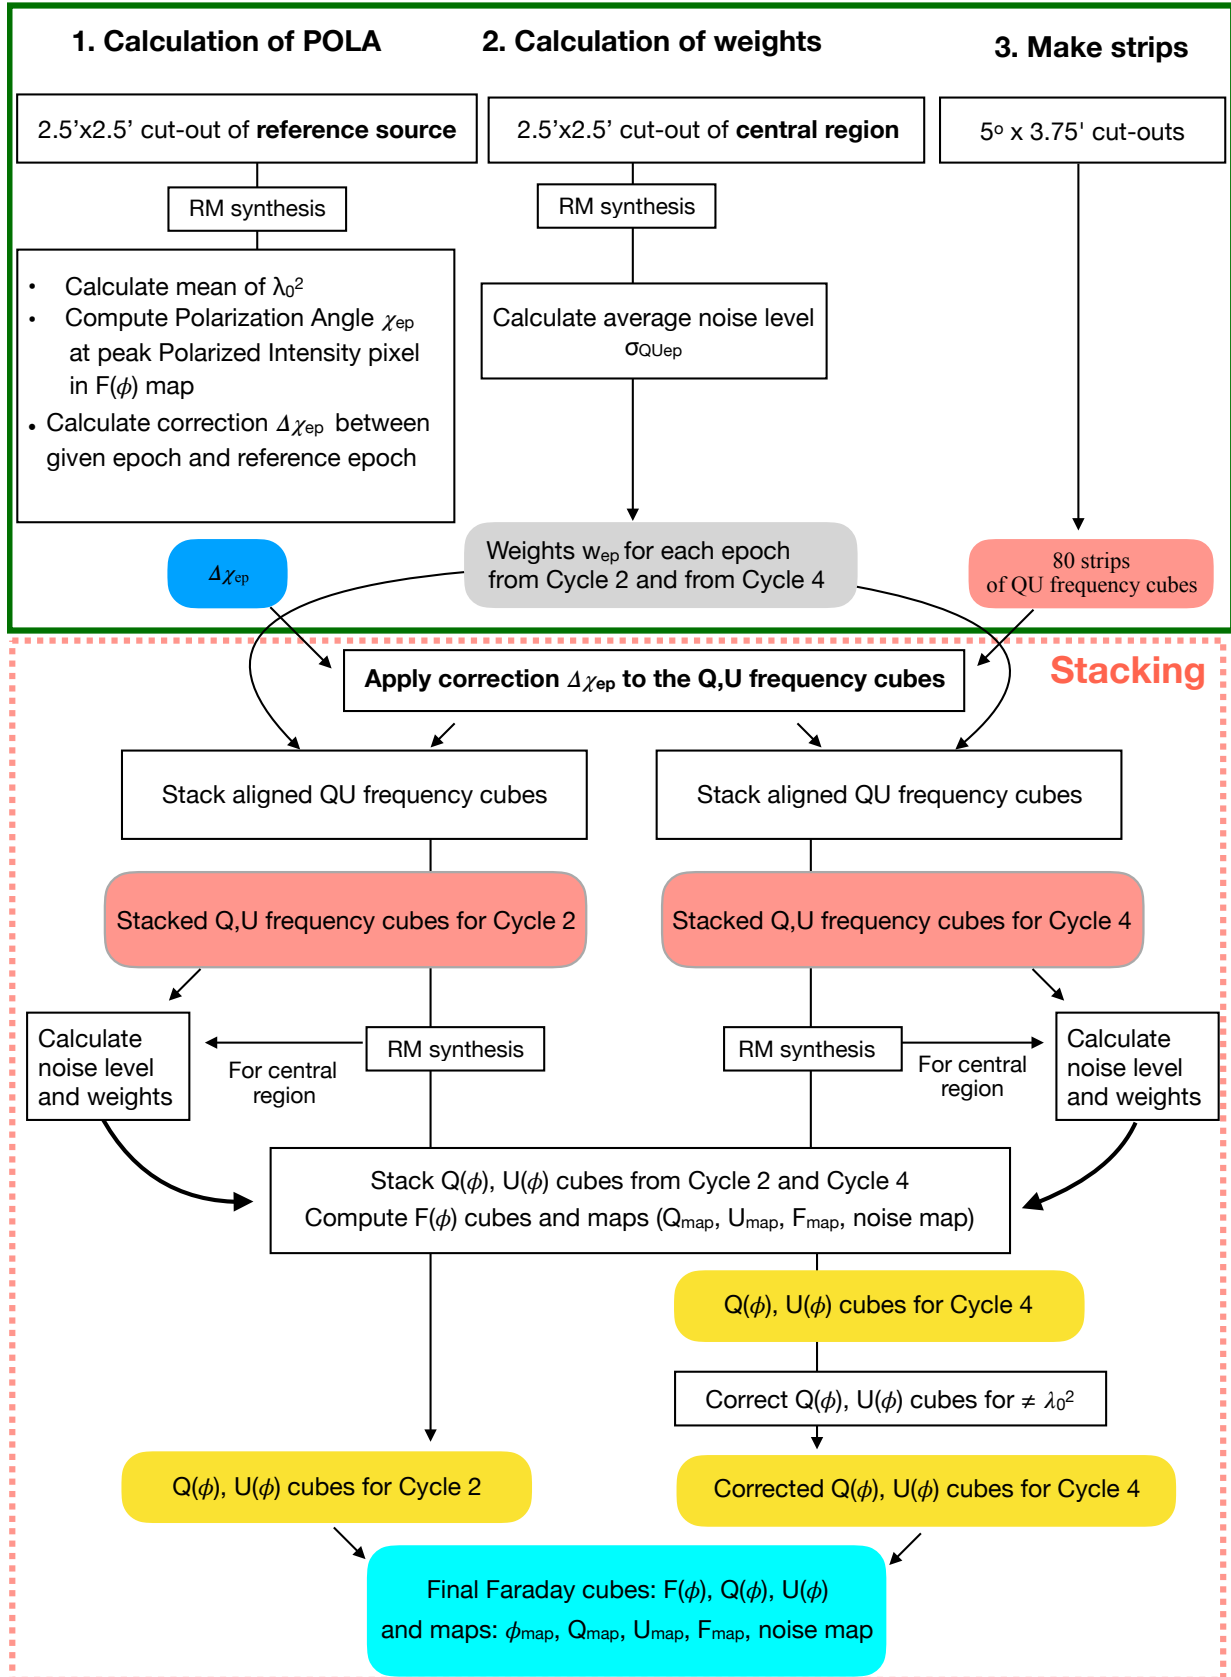 1. Calculation of POLA
2. Calculation of weights
3. Make strips
2.5’x2.5’ cut-out of reference source
2.5’x2.5’ cut-out of central region
5º x 3.75' cut-outs
RM synthesis
RM synthesis
• Calculate mean of λ₀²
• Compute Polarization Angle χep
at peak Polarized Intensity pixel
in F(ϕ) map
• Calculate correction Δχep between
given epoch and reference epoch
Calculate average noise level
σQUep
Δχep
Weights wep for each epoch
from Cycle 2 and from Cycle 4
80 strips
of QU frequency cubes
Stacking
Apply correction Δχep to the Q,U frequency cubes
Stack aligned QU frequency cubes
Stack aligned QU frequency cubes
Stacked Q,U frequency cubes for Cycle 2
Stacked Q,U frequency cubes for Cycle 4
Calculate
noise level
and weights
For central
region
RM synthesis
RM synthesis
For central
region
Calculate
noise level
and weights
Stack Q(ϕ), U(ϕ) cubes from Cycle 2 and Cycle 4
Compute F(ϕ) cubes and maps (Qmap, Umap, Fmap, noise map)
Q(ϕ), U(ϕ) cubes for Cycle 4
Correct Q(ϕ), U(ϕ) cubes for ≠ λ₀²
Q(ϕ), U(ϕ) cubes for Cycle 2
Corrected Q(ϕ), U(ϕ) cubes for Cycle 4
Final Faraday cubes: F(ϕ), Q(ϕ), U(ϕ)
and maps: ϕmap, Qmap, Umap, Fmap, noise map